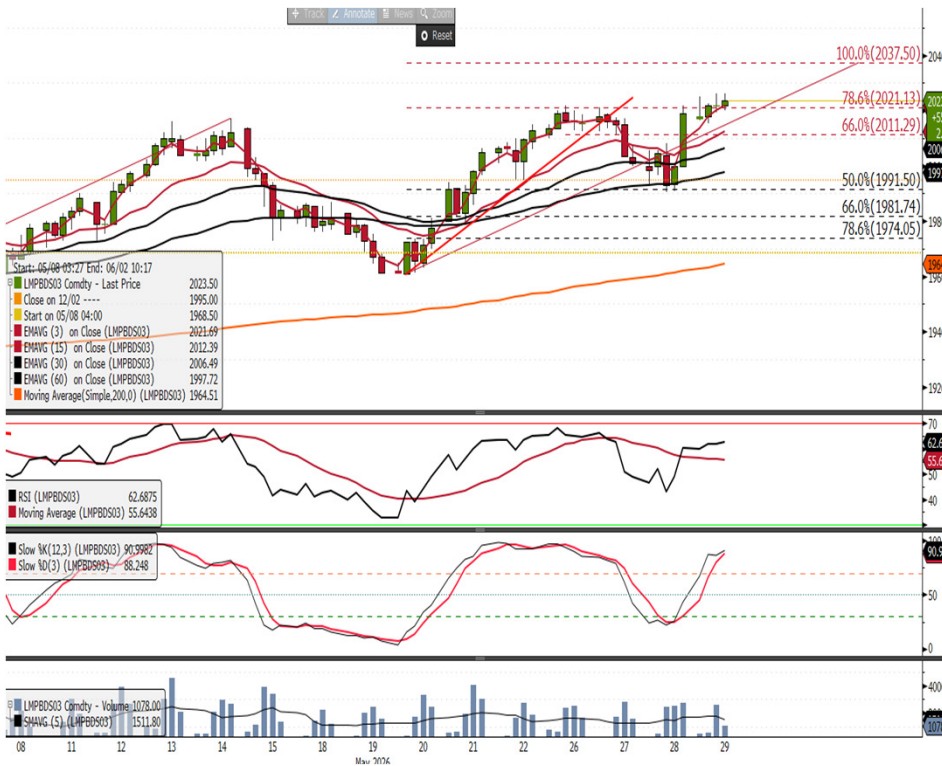 Track Annotate News Zoom
Reset
100.0%(2037.50)
2040
78.6%(2021.13)
66.0%(2011.29)
50.0%(1991.50)
66.0%(1981.74)
78.6%(1974.05)
1920
Start: 05/08 03:27 End: 06/02 10:17
LMPBDS03 Comdty - Last Price 2023.50
Close on 12/02 ---- 1995.00
Start on 05/08 04:00 1968.50
EMAVG (3) on Close (LMPBDS03) 2021.69
EMAVG (15) on Close (LMPBDS03) 2012.39
EMAVG (30) on Close (LMPBDS03) 2006.49
EMAVG (60) on Close (LMPBDS03) 1997.72
Moving Average(Simple,200,0) (LMPBDS03) 1964.51
70
62.6
55.6
50
40
RSI (LMPBDS03) 62.6875
Moving Average (LMPBDS03) 55.6438
Slow %K(12,3) (LMPBDS03) 90.9982
Slow %D(3) (LMPBDS03) 88.248
90.9
50
0
LMPBDS03 Comdty - Volume 1078.00
SMAVG (5) (LMPBDS03) 1511.80
1078
08 11 12 13 14 15 18 19 20 21 22 26 27 28 29
May 2026